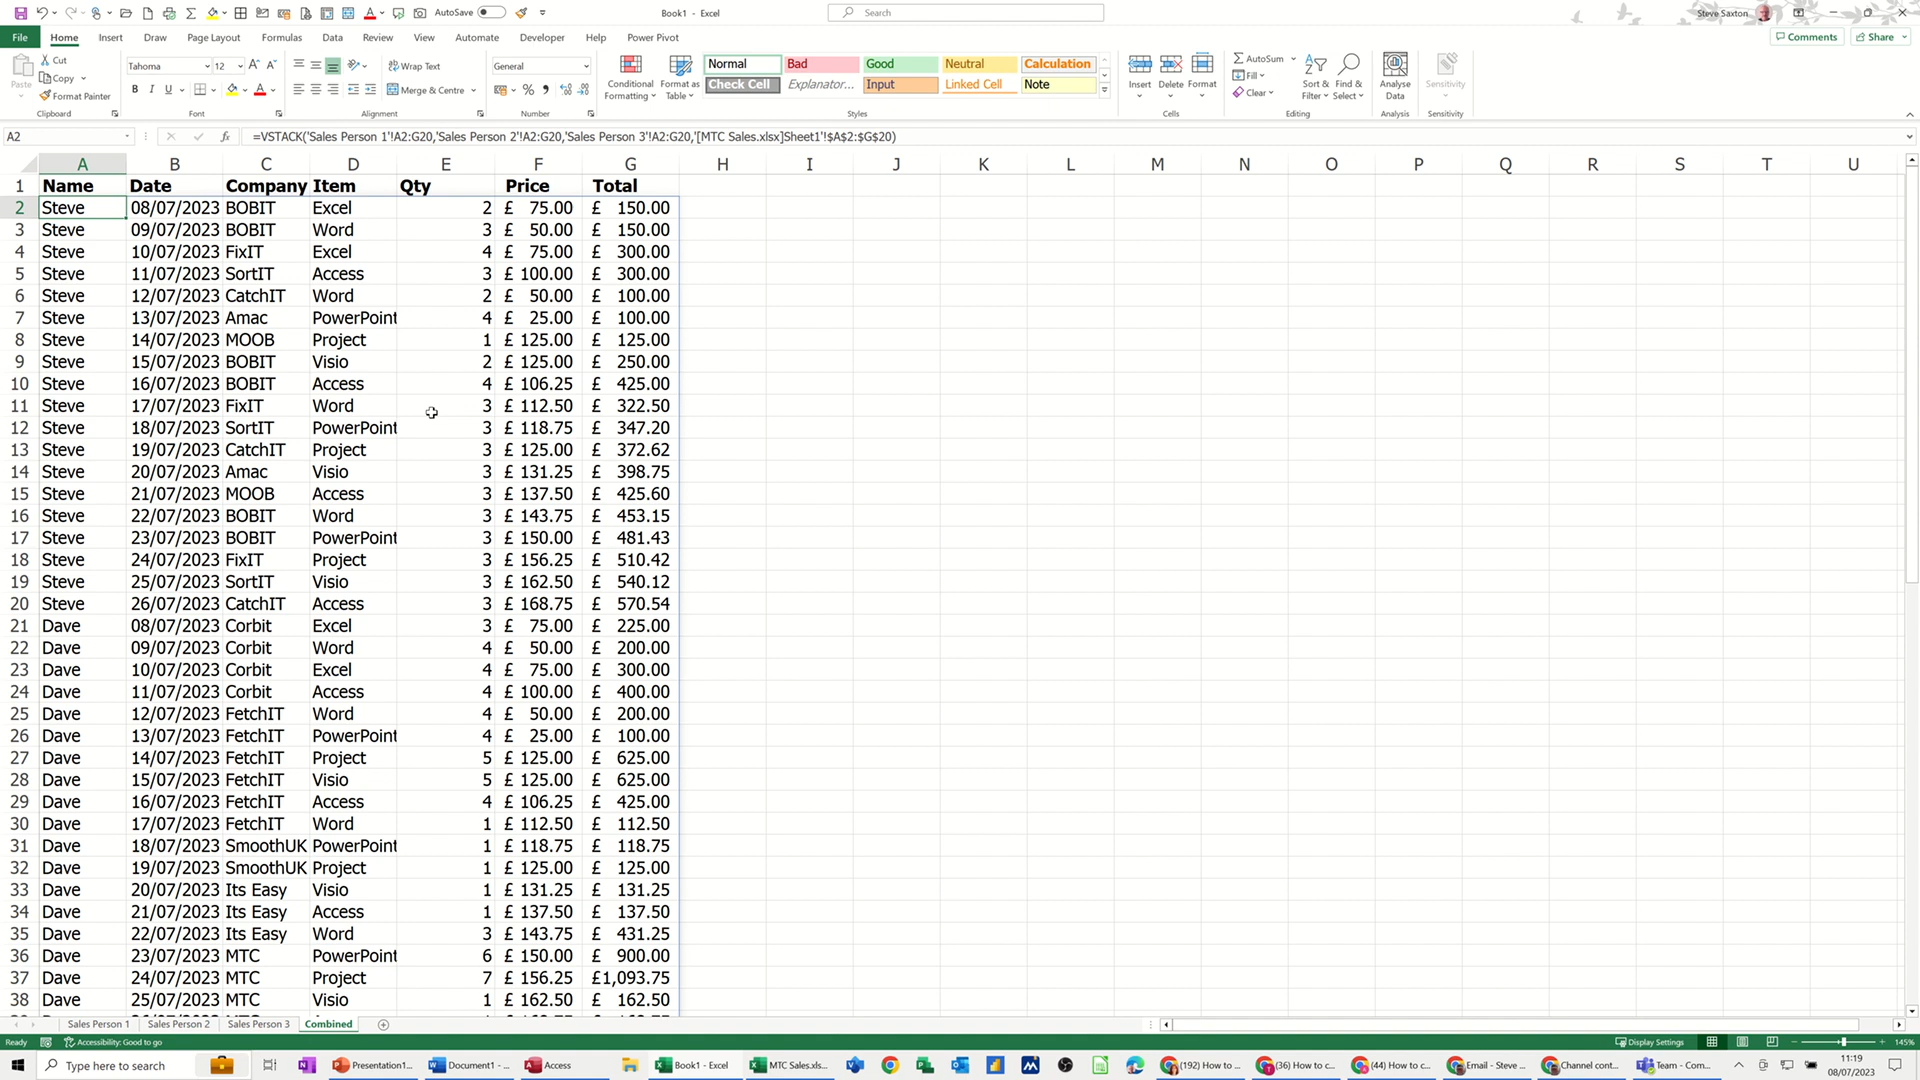 AutoSave
Book1 - Excel
Search
Steve Saxton
File Home Insert Draw Page Layout Formulas Data Review View Automate Developer Help Power Pivot
Comments Share
Paste
Cut
Copy
Format Painter
Clipboard
Tahoma 12
B I U
Font
Wrap Text
Merge & Centre
Alignment
General
Number
Conditional Formatting
Format as Table
Normal Bad Good Neutral Calculation
Check Cell Explanator... Input Linked Cell Note
Styles
Insert Delete Format
Cells
AutoSum
Fill
Clear
Sort & Filter
Find & Select
Editing
Analyse Data
Analysis
Sensitivity
Sensitivity
A2 fx =VSTACK('Sales Person 1'!A2:G20,'Sales Person 2'!A2:G20,'Sales Person 3'!A2:G20,'[MTC Sales.xlsx]Sheet1'!$A$2:$G$20)
A B C D E F G H I J K L M N O P Q R S T U
1 Name Date Company Item Qty Price Total
2 Steve 08/07/2023 BOBIT Excel 2 £ 75.00 £ 150.00
3 Steve 09/07/2023 BOBIT Word 3 £ 50.00 £ 150.00
4 Steve 10/07/2023 FixIT Excel 4 £ 75.00 £ 300.00
5 Steve 11/07/2023 SortIT Access 3 £ 100.00 £ 300.00
6 Steve 12/07/2023 CatchIT Word 2 £ 50.00 £ 100.00
7 Steve 13/07/2023 Amac PowerPoint 4 £ 25.00 £ 100.00
8 Steve 14/07/2023 MOOB Project 1 £ 125.00 £ 125.00
9 Steve 15/07/2023 BOBIT Visio 2 £ 125.00 £ 250.00
10 Steve 16/07/2023 BOBIT Access 4 £ 106.25 £ 425.00
11 Steve 17/07/2023 FixIT Word 3 £ 112.50 £ 322.50
12 Steve 18/07/2023 SortIT PowerPoint 3 £ 118.75 £ 347.20
13 Steve 19/07/2023 CatchIT Project 3 £ 125.00 £ 372.62
14 Steve 20/07/2023 Amac Visio 3 £ 131.25 £ 398.75
15 Steve 21/07/2023 MOOB Access 3 £ 137.50 £ 425.60
16 Steve 22/07/2023 BOBIT Word 3 £ 143.75 £ 453.15
17 Steve 23/07/2023 BOBIT PowerPoint 3 £ 150.00 £ 481.43
18 Steve 24/07/2023 FixIT Project 3 £ 156.25 £ 510.42
19 Steve 25/07/2023 SortIT Visio 3 £ 162.50 £ 540.12
20 Steve 26/07/2023 CatchIT Access 3 £ 168.75 £ 570.54
21 Dave 08/07/2023 Corbit Excel 3 £ 75.00 £ 225.00
22 Dave 09/07/2023 Corbit Word 4 £ 50.00 £ 200.00
23 Dave 10/07/2023 Corbit Excel 4 £ 75.00 £ 300.00
24 Dave 11/07/2023 Corbit Access 4 £ 100.00 £ 400.00
25 Dave 12/07/2023 FetchIT Word 4 £ 50.00 £ 200.00
26 Dave 13/07/2023 FetchIT PowerPoint 4 £ 25.00 £ 100.00
27 Dave 14/07/2023 FetchIT Project 5 £ 125.00 £ 625.00
28 Dave 15/07/2023 FetchIT Visio 5 £ 125.00 £ 625.00
29 Dave 16/07/2023 FetchIT Access 4 £ 106.25 £ 425.00
30 Dave 17/07/2023 FetchIT Word 1 £ 112.50 £ 112.50
31 Dave 18/07/2023 SmoothUK PowerPoint 1 £ 118.75 £ 118.75
32 Dave 19/07/2023 SmoothUK Project 1 £ 125.00 £ 125.00
33 Dave 20/07/2023 Its Easy Visio 1 £ 131.25 £ 131.25
34 Dave 21/07/2023 Its Easy Access 1 £ 137.50 £ 137.50
35 Dave 22/07/2023 Its Easy Word 3 £ 143.75 £ 431.25
36 Dave 23/07/2023 MTC PowerPoint 6 £ 150.00 £ 900.00
37 Dave 24/07/2023 MTC Project 7 £ 156.25 £1,093.75
38 Dave 25/07/2023 MTC Visio 1 £ 162.50 £ 162.50
Sales Person 1 Sales Person 2 Sales Person 3 Combined
Ready Accessibility: Good to go Display Settings 145%
Type here to search Presentation1... Document1 - ... Access Book1 - Excel MTC Sales.xls... (192) How to ... (36) How to c... (44) How to c... Email - Steve ... Channel cont... Team - Com... 11:19
08/07/2023